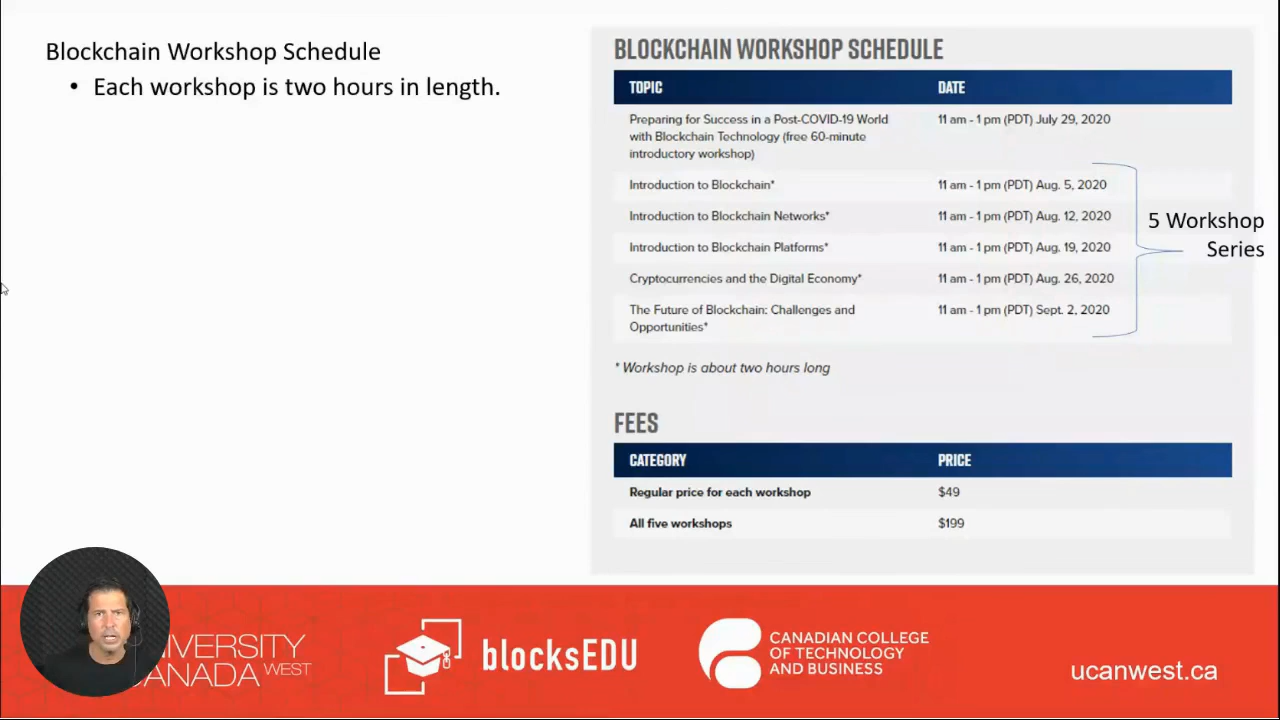 Blockchain Workshop Schedule
• Each workshop is two hours in length.
BLOCKCHAIN WORKSHOP SCHEDULE
TOPIC DATE
Preparing for Success in a Post-COVID-19 World 11 am - 1 pm (PDT) July 29, 2020
with Blockchain Technology (free 60-minute
introductory workshop)
Introduction to Blockchain* 11 am - 1 pm (PDT) Aug. 5, 2020
Introduction to Blockchain Networks* 11 am - 1 pm (PDT) Aug. 12, 2020
Introduction to Blockchain Platforms* 11 am - 1 pm (PDT) Aug. 19, 2020
Cryptocurrencies and the Digital Economy* 11 am - 1 pm (PDT) Aug. 26, 2020
The Future of Blockchain: Challenges and 11 am - 1 pm (PDT) Sept. 2, 2020
Opportunities*
5 Workshop
Series
* Workshop is about two hours long
FEES
CATEGORY PRICE
Regular price for each workshop $49
All five workshops $199
IVERSITY
ANADA WEST
blocksEDU
CANADIAN COLLEGE
OF TECHNOLOGY
AND BUSINESS
ucanwest.ca